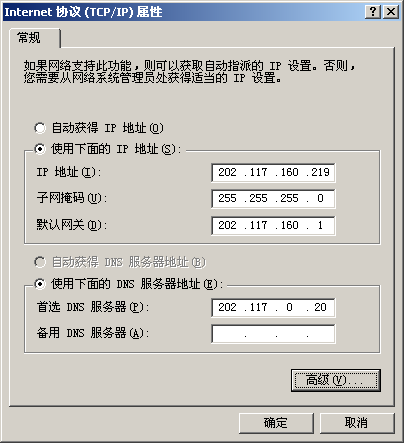 Internet 协议 (TCP/IP) 属性
常规
如果网络支持此功能，则可以获取自动指派的 IP 设置。否则，
您需要从网络系统管理员处获得适当的 IP 设置。
自动获得 IP 地址(O)
使用下面的 IP 地址(S):
IP 地址(I): 202 .117 .160 .219
子网掩码(U): 255 .255 .255 . 0
默认网关(D): 202 .117 .160 . 1
自动获得 DNS 服务器地址(B)
使用下面的 DNS 服务器地址(E):
首选 DNS 服务器(P): 202 .117 . 0 . 20
备用 DNS 服务器(A): . . .
高级(V)...
确定 取消